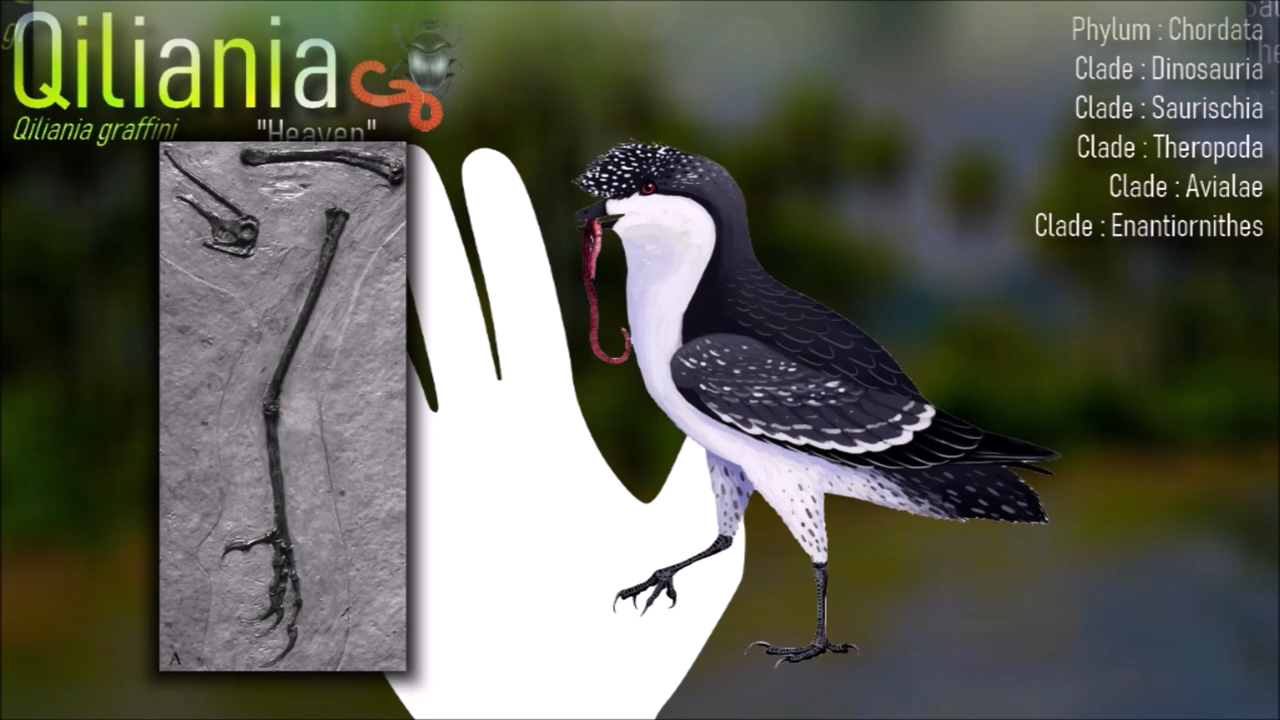 Qiliania
Qiliania graffini
"Heaven"
Phylum : Chordata
Clade : Dinosauria
Clade : Saurischia
Clade : Theropoda
Clade : Avialae
Clade : Enantiornithes
A